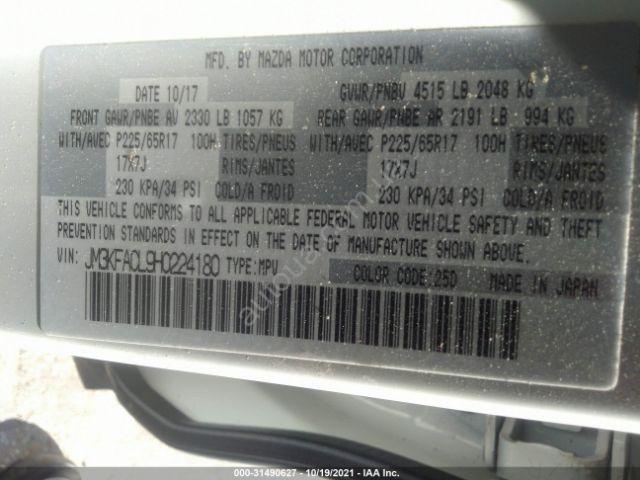 MFD. BY MAZDA MOTOR CORPORATION
DATE 10/17 GVWR/PNBV 4515 LB 2048 KG
FRONT GAWR/PNBE AV 2330 LB 1057 KG REAR GAWR/PNBE AR 2191 LB 994 KG
WITH/AVEC P225/65R17 100H TIRES/PNEUS WITH/AVEC P225/65R17 100H TIRES/PNEUS
17X7J RIMS/JANTES 17X7J RIMS/JANTES
230 KPA/34 PSI COLD/A FROID 230 KPA/34 PSI COLD/A FROID
THIS VEHICLE CONFORMS TO ALL APPLICABLE FEDERAL MOTOR VEHICLE SAFETY AND THEFT
PREVENTION STANDARDS IN EFFECT ON THE DATE OF MANUFACTURE SHOWN ABOVE.
VIN: JM3KFACL9H0224180 TYPE: MPV COLOR CODE: 25D MADE IN JAPAN
000-31490627 - 10/19/2021 - IAA Inc.